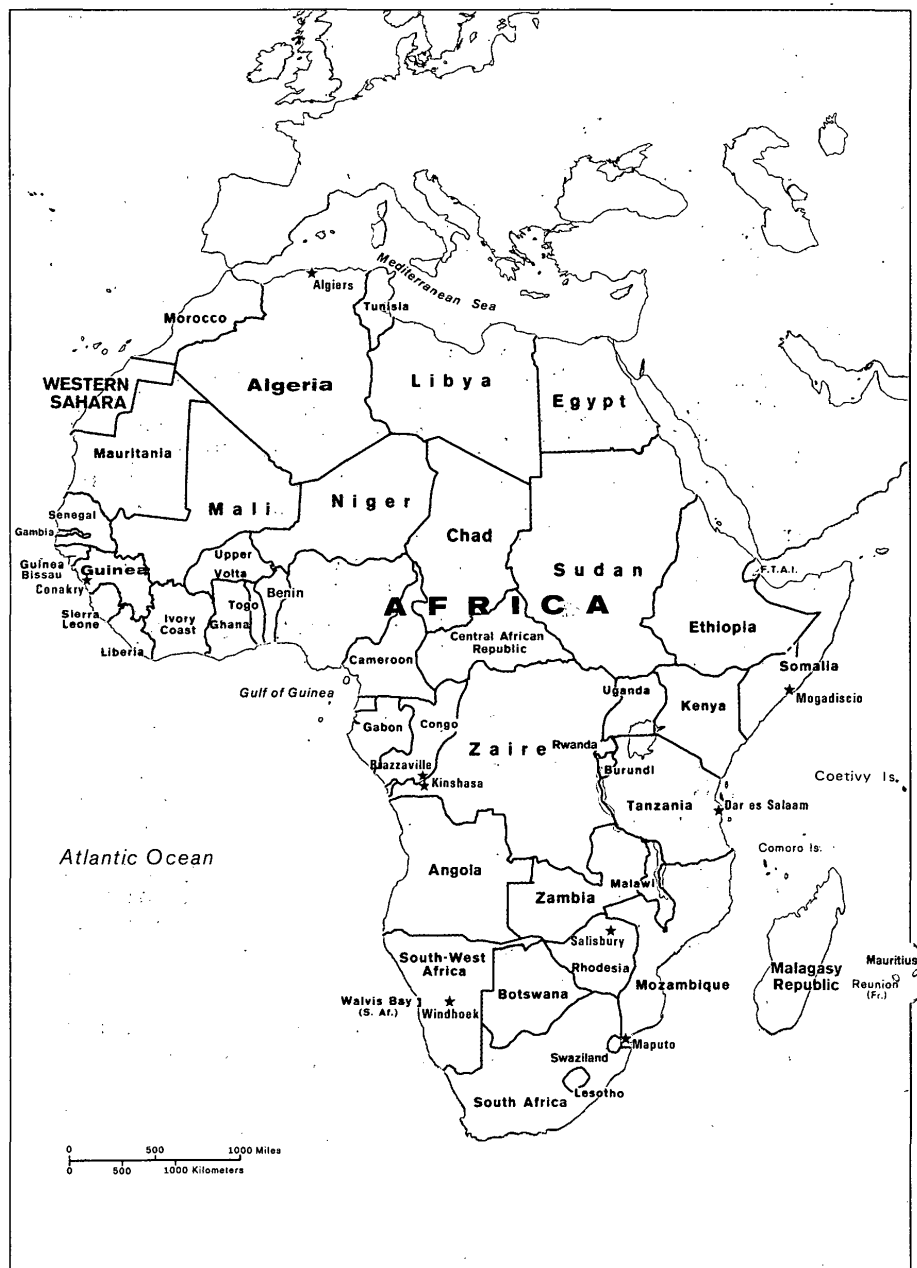 Mediterranean Sea
Algiers
Tunisia
Morocco
WESTERN
SAHARA
Algeria
Libya
Egypt
Mauritania
Mali
Niger
Chad
Sudan
Senegal
Gambia
Guinea
Bissau
Guinea
Conakry
Upper
Volta
Benin
Togo
Ghana
Ivory
Coast
Sierra
Leone
Liberia
AFRICA
F.T.A.I.
Ethiopia
Central African
Republic
Cameroon
Somalia
Mogadiscio
Gulf of Guinea
Uganda
Kenya
Gabon
Congo
Zaire
Rwanda
Burundi
Brazzaville
Kinshasa
Tanzania
Dar es Salaam
Coetivy Is.
Comoro Is.
Atlantic Ocean
Angola
Zambia
Malawi
Salisbury
Rhodesia
South-West
Africa
Walvis Bay
(S. Af.)
Windhoek
Botswana
Mozambique
Malagasy
Republic
Mauritius
Reunion
(Fr.)
Maputo
Swaziland
Lesotho
South Africa
0 500 1000 Miles
0 500 1000 Kilometers